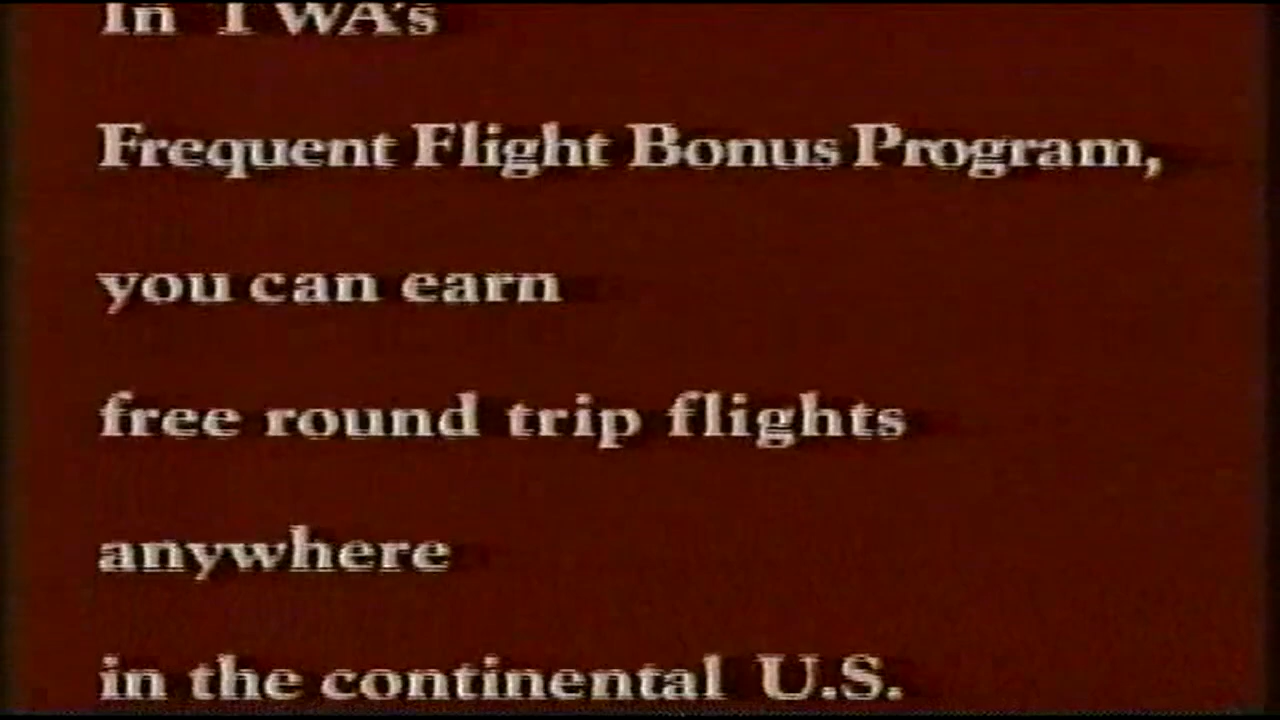 In TWA's
Frequent Flight Bonus Program,
you can earn
free round trip flights
anywhere
in the continental U.S.